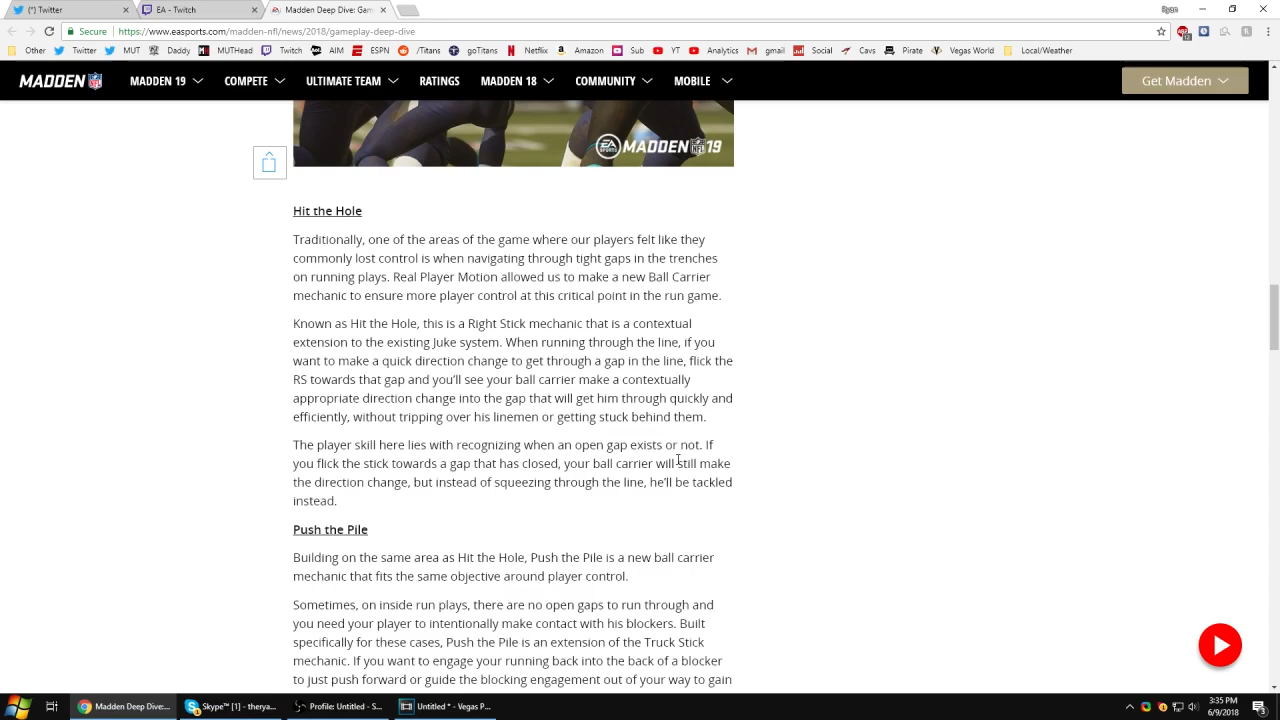 (*) Twitter
EA - Twitch
Madden Deep Dive: Gam
Ryan
Secure
https://www.easports.com/madden-nfl/news/2018/gameplay-deep-dive
Other
Twitter
MUT
Daddy
MUTHead
Twitch
AIM
ESPN
/Titans
goTitans
Netflix
Amazon
Sub
YT
Analytics
gmail
Social
Cavs
Pirate
Vegas World
Local/Weather
MADDEN NFL
MADDEN 19
COMPETE
ULTIMATE TEAM
RATINGS
MADDEN 18
COMMUNITY
MOBILE
Get Madden
EA SPORTS MADDEN NFL 19
Hit the Hole
Traditionally, one of the areas of the game where our players felt like they
commonly lost control is when navigating through tight gaps in the trenches
on running plays. Real Player Motion allowed us to make a new Ball Carrier
mechanic to ensure more player control at this critical point in the run game.
Known as Hit the Hole, this is a Right Stick mechanic that is a contextual
extension to the existing Juke system. When running through the line, if you
want to make a quick direction change to get through a gap in the line, flick the
RS towards that gap and you'll see your ball carrier make a contextually
appropriate direction change into the gap that will get him through quickly and
efficiently, without tripping over his linemen or getting stuck behind them.
The player skill here lies with recognizing when an open gap exists or not. If
you flick the stick towards a gap that has closed, your ball carrier will still make
the direction change, but instead of squeezing through the line, he'll be tackled
instead.
Push the Pile
Building on the same area as Hit the Hole, Push the Pile is a new ball carrier
mechanic that fits the same objective around player control.
Sometimes, on inside run plays, there are no open gaps to run through and
you need your player to intentionally make contact with his blockers. Built
specifically for these cases, Push the Pile is an extension of the Truck Stick
mechanic. If you want to engage your running back into the back of a blocker
to just push forward or guide the blocking engagement out of your way to gain
Madden Deep Dive:...
Skype™ [1] - therya...
Profile: Untitled - S...
Untitled * - Vegas P...
3:35 PM
6/9/2018
3